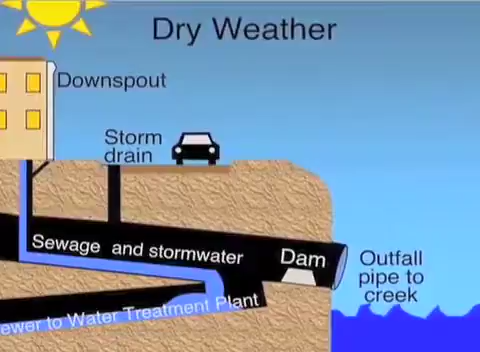 Dry Weather
Downspout
Storm
drain
Sewage and stormwater
Dam
Outfall
pipe to
creek
ewer to Water Treatment Plant